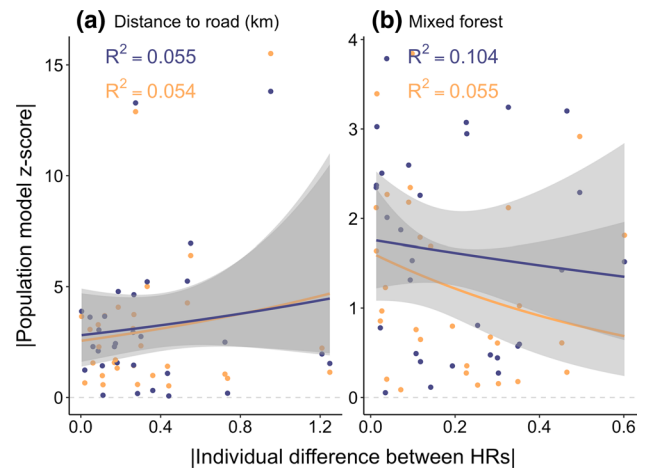 (a) Distance to road (km)
(b) Mixed forest
R² = 0.055
R² = 0.054
R² = 0.104
R² = 0.055
|Population model z-score|
15
10
5
0
4
3
2
1
0
0.0 0.4 0.8 1.2
0.0 0.2 0.4 0.6
|Individual difference between HRs|